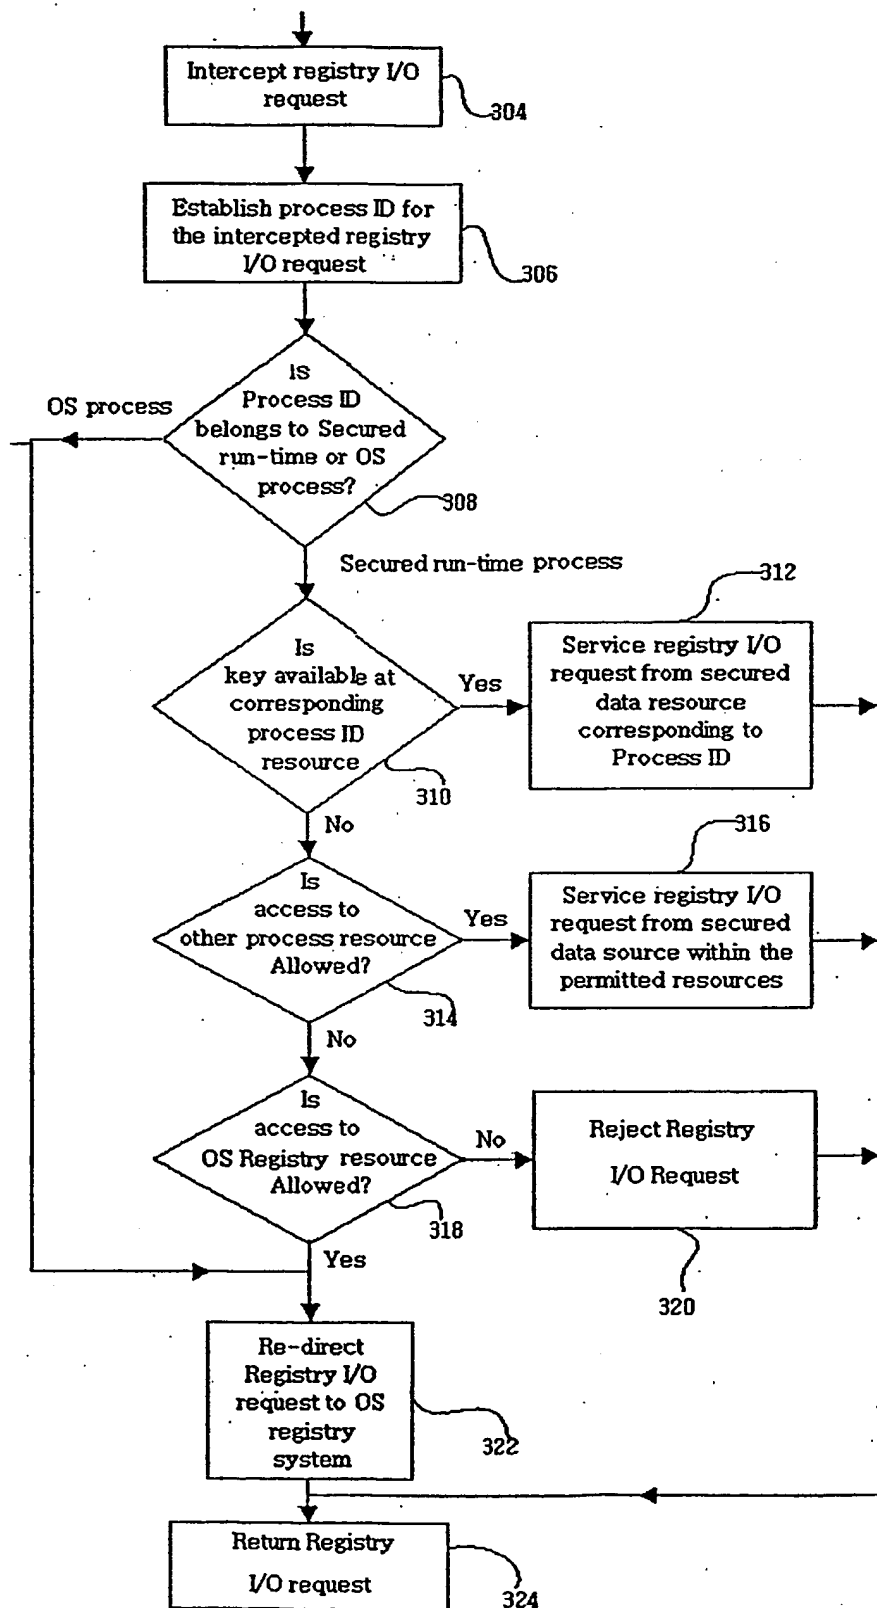 Intercept registry I/O
request
304
Establish process ID for
the intercepted registry
I/O request
306
Is
Process ID
belongs to Secured
run-time or OS
process?
308
OS process
Secured run-time process
Is
key available at
corresponding
process ID
resource
310
Yes
312
Service registry I/O
request from secured
data resource
corresponding to
Process ID
No
Is
access to
other process resource
Allowed?
314
Yes
316
Service registry I/O
request from secured
data source within the
permitted resources
No
Is
access to
OS Registry resource
Allowed?
318
No
Reject Registry
I/O Request
320
Yes
Re-direct
Registry I/O
request to OS
registry
system
322
Return Registry
I/O request
324